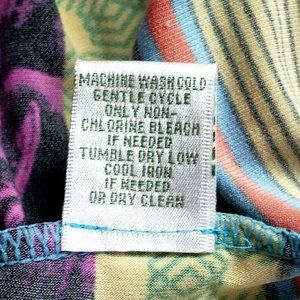 MACHINE WASH COLD
GENTLE CYCLE
ONLY NON-
CHLORINE BLEACH
IF NEEDED
TUMBLE DRY LOW
COOL IRON
IF NEEDED
OR DRY CLEAN